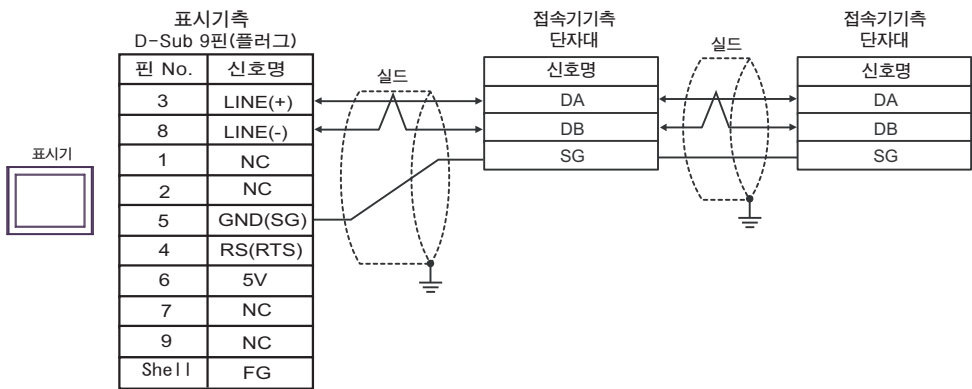 표시기측
D-Sub 9핀(플러그)
핀 No. 신호명
3 LINE(+)
8 LINE(-)
1 NC
2 NC
5 GND(SG)
4 RS(RTS)
6 5V
7 NC
9 NC
Shell FG
표시기
실드
접속기기측
단자대
신호명
DA
DB
SG
실드
접속기기측
단자대
신호명
DA
DB
SG